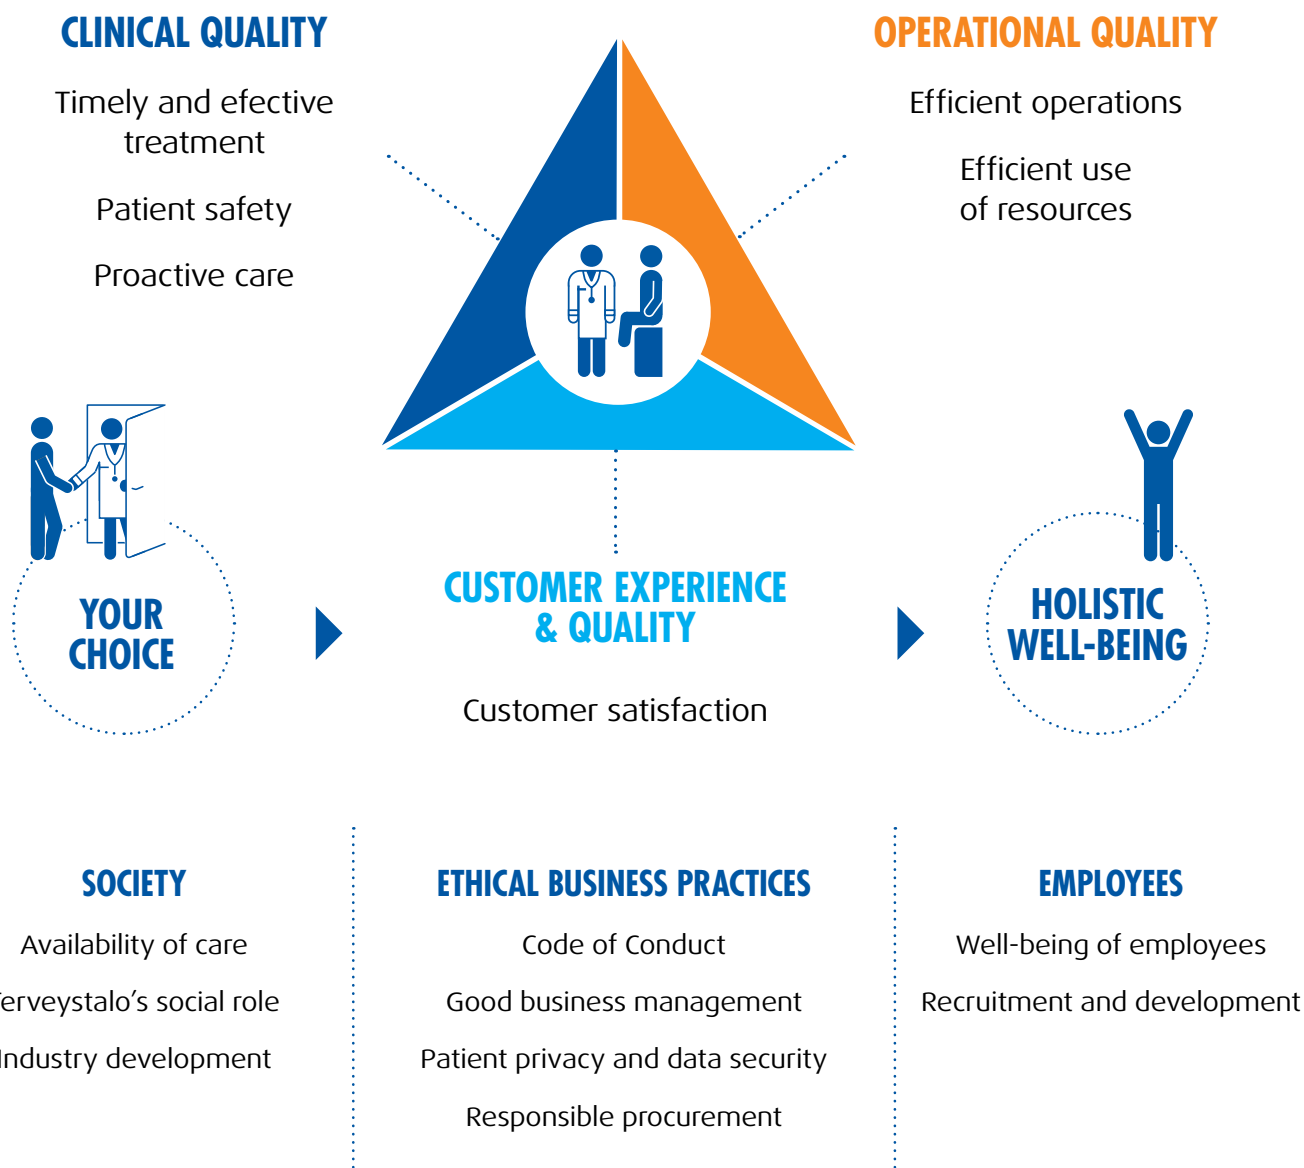 CLINICAL QUALITY
Timely and efective
treatment
Patient safety
Proactive care
OPERATIONAL QUALITY
Efficient operations
Efficient use
of resources
YOUR
CHOICE
CUSTOMER EXPERIENCE
& QUALITY
Customer satisfaction
HOLISTIC
WELL-BEING
SOCIETY
Availability of care
erveystalo's social role
Industry development
ETHICAL BUSINESS PRACTICES
Code of Conduct
Good business management
Patient privacy and data security
Responsible procurement
EMPLOYEES
Well-being of employees
Recruitment and development